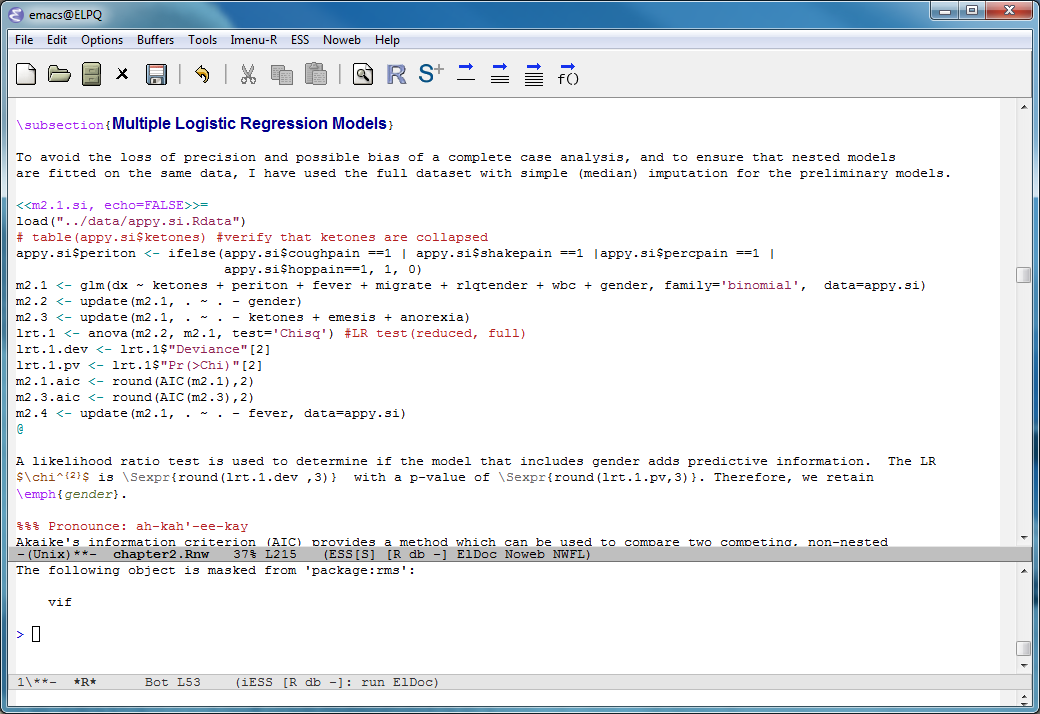 emacs@ELPQ
File Edit Options Buffers Tools Imenu-R ESS Noweb Help
R S+ f()
\subsection{Multiple Logistic Regression Models}
To avoid the loss of precision and possible bias of a complete case analysis, and to ensure that nested models
are fitted on the same data, I have used the full dataset with simple (median) imputation for the preliminary models.
<<m2.1.si, echo=FALSE>>=
load("../data/appy.si.Rdata")
# table(appy.si$ketones) #verify that ketones are collapsed
appy.si$periton <- ifelse(appy.si$coughpain ==1 | appy.si$shakepain ==1 |appy.si$percpain ==1 |
appy.si$hoppain==1, 1, 0)
m2.1 <- glm(dx ~ ketones + periton + fever + migrate + rlqtender + wbc + gender, family='binomial',  data=appy.si)
m2.2 <- update(m2.1, . ~ . - gender)
m2.3 <- update(m2.1, . ~ . - ketones + emesis + anorexia)
lrt.1 <- anova(m2.2, m2.1, test='Chisq') #LR test(reduced, full)
lrt.1.dev <- lrt.1$"Deviance"[2]
lrt.1.pv <- lrt.1$"Pr(>Chi)"[2]
m2.1.aic <- round(AIC(m2.1),2)
m2.3.aic <- round(AIC(m2.3),2)
m2.4 <- update(m2.1, . ~ . - fever, data=appy.si)
@
A likelihood ratio test is used to determine if the model that includes gender adds predictive information.  The LR
$\chi^{2}$ is \Sexpr{round(lrt.1.dev ,3)}  with a p-value of \Sexpr{round(lrt.1.pv,3)}. Therefore, we retain
\emph{gender}.
%%% Pronounce: ah-kah'-ee-kay
Akaike's information criterion (AIC) provides a method which can be used to compare two competing, non-nested
-(Unix)**-  chapter2.Rnw   37% L215   (ESS[S] [R db -] ElDoc Noweb NWFL)
The following object is masked from 'package:rms':
vif
>
1\**-  *R*      Bot L53    (iESS [R db -]: run ElDoc)